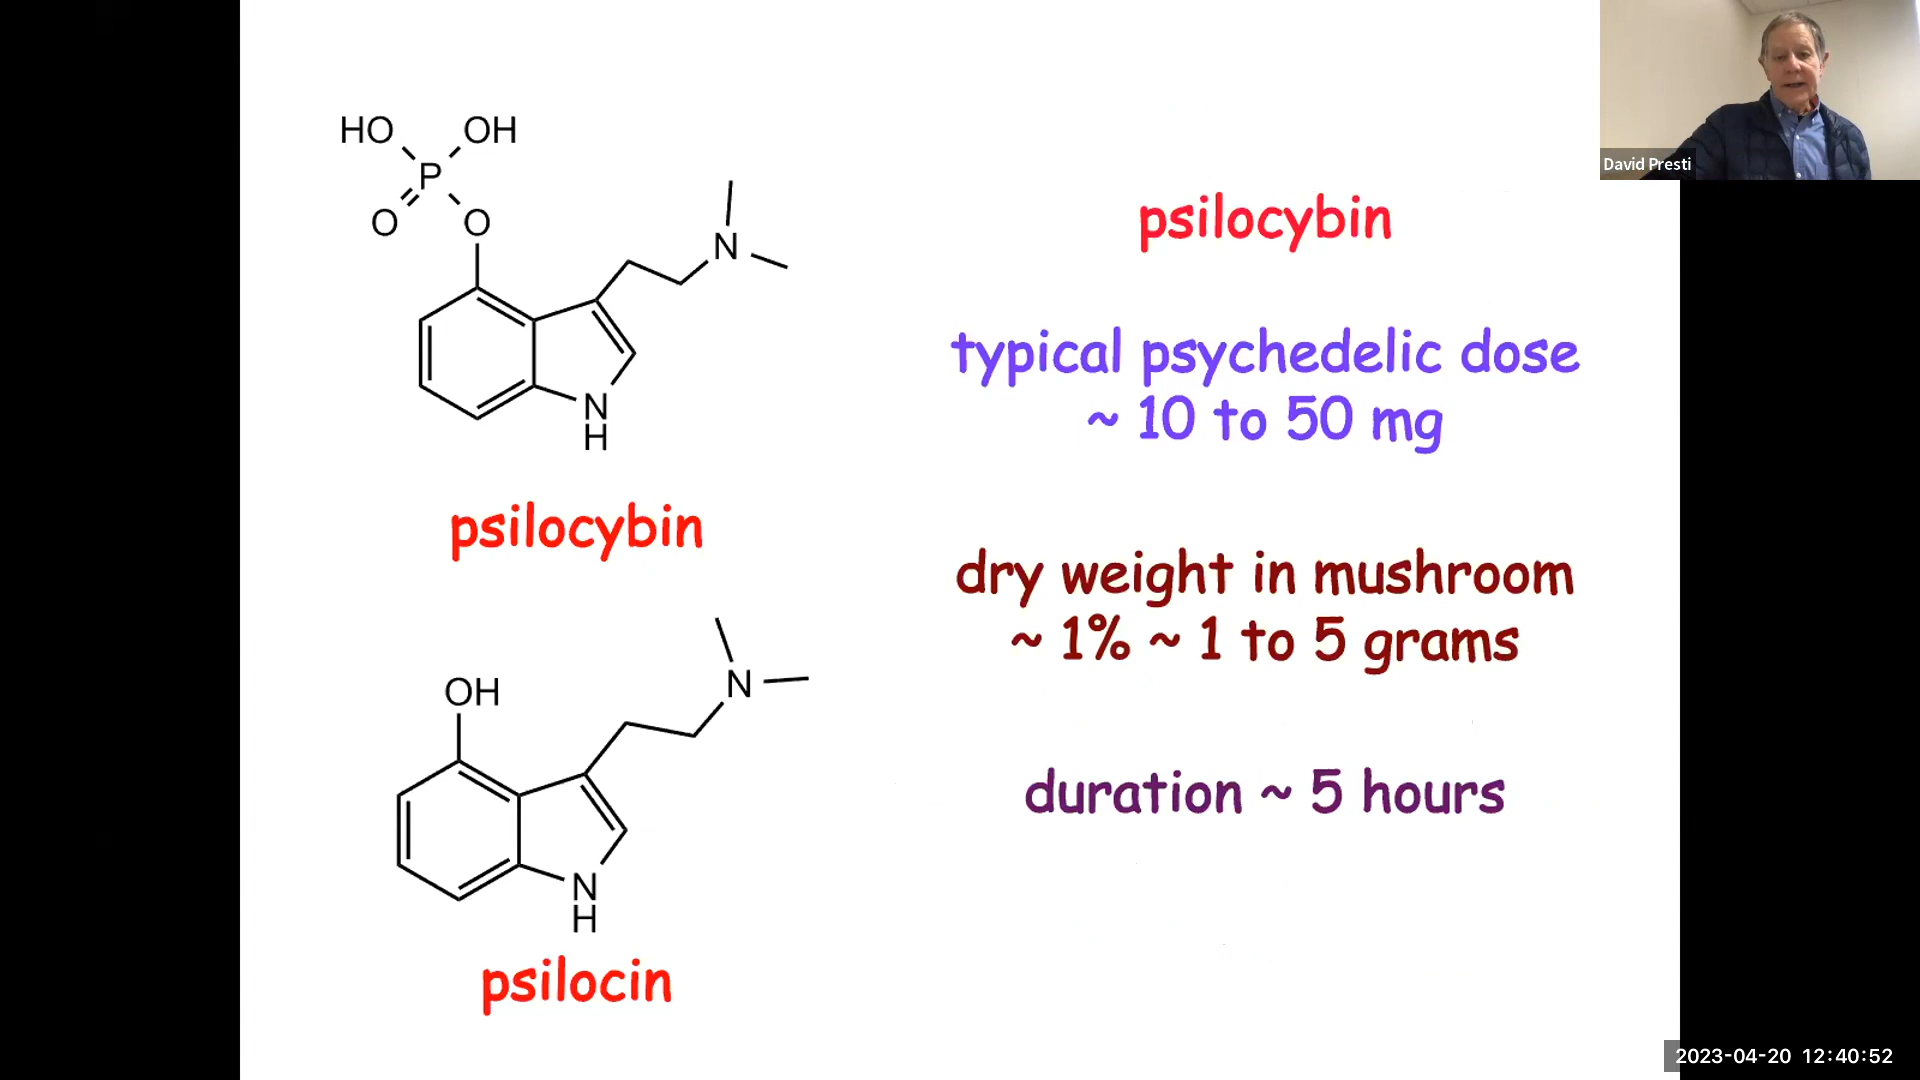 HO OH
P
O O
N
N
H
psilocybin
OH
N
N
H
psilocin
psilocybin
typical psychedelic dose
~ 10 to 50 mg
dry weight in mushroom
~ 1% ~ 1 to 5 grams
duration ~ 5 hours
David Presti
2023-04-20 12:40:52